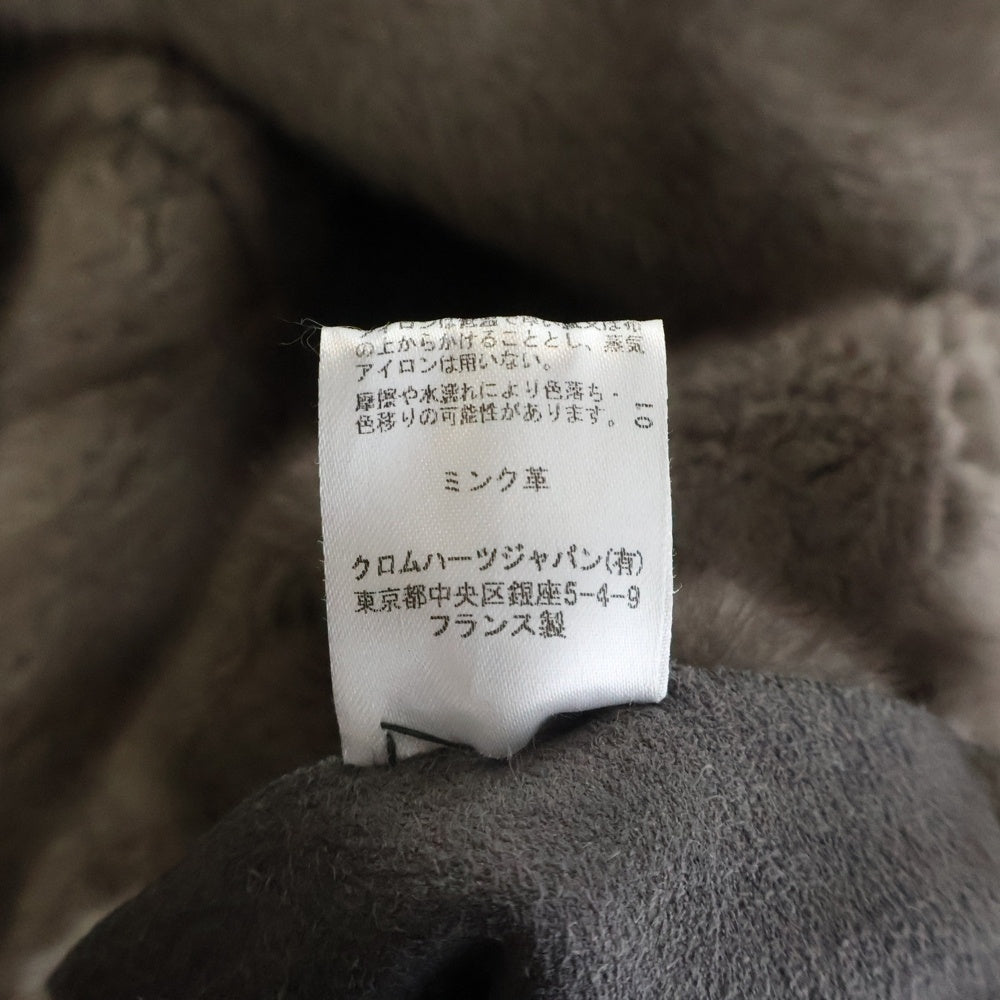 の上からかけることとし、蒸気
アイロンは用いない。
摩擦や水濡れにより色落ち・
色移りの可能性があります。
10
ミンク革
クロムハーツジャパン(有)
東京都中央区銀座5-4-9
フランス製